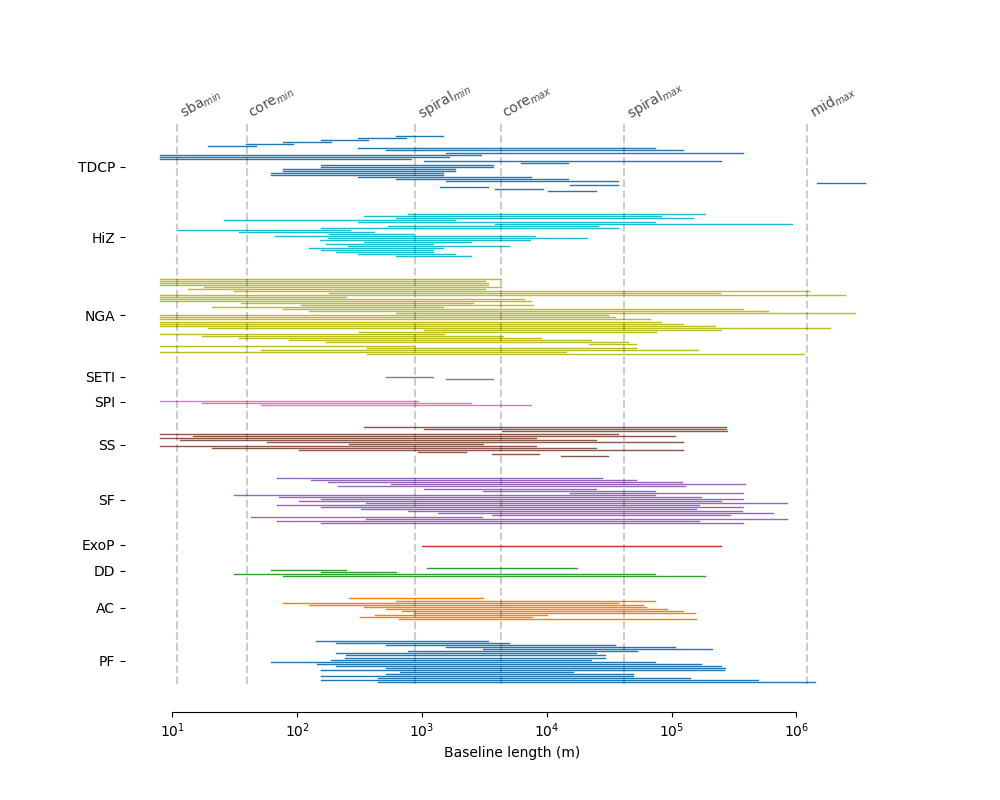 sba_min core_min spiral_min core_max spiral_max mid_max
TDCP
HiZ
NGA
SETI
SPI
SS
SF
ExoP
DD
AC
PF
10^1 10^2 10^3 10^4 10^5 10^6
Baseline length (m)